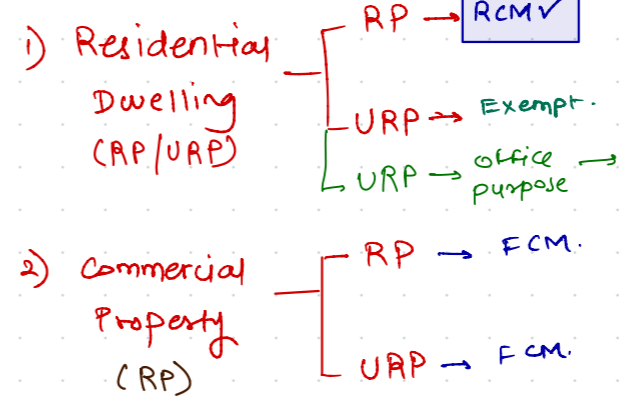 RP → RCM✓
1) Residential
Dwelling
(RP/URP)
URP → Exempt.
URP → office purpose →
2) Commercial
Property
(RP)
RP → FCM.
URP → FCM.